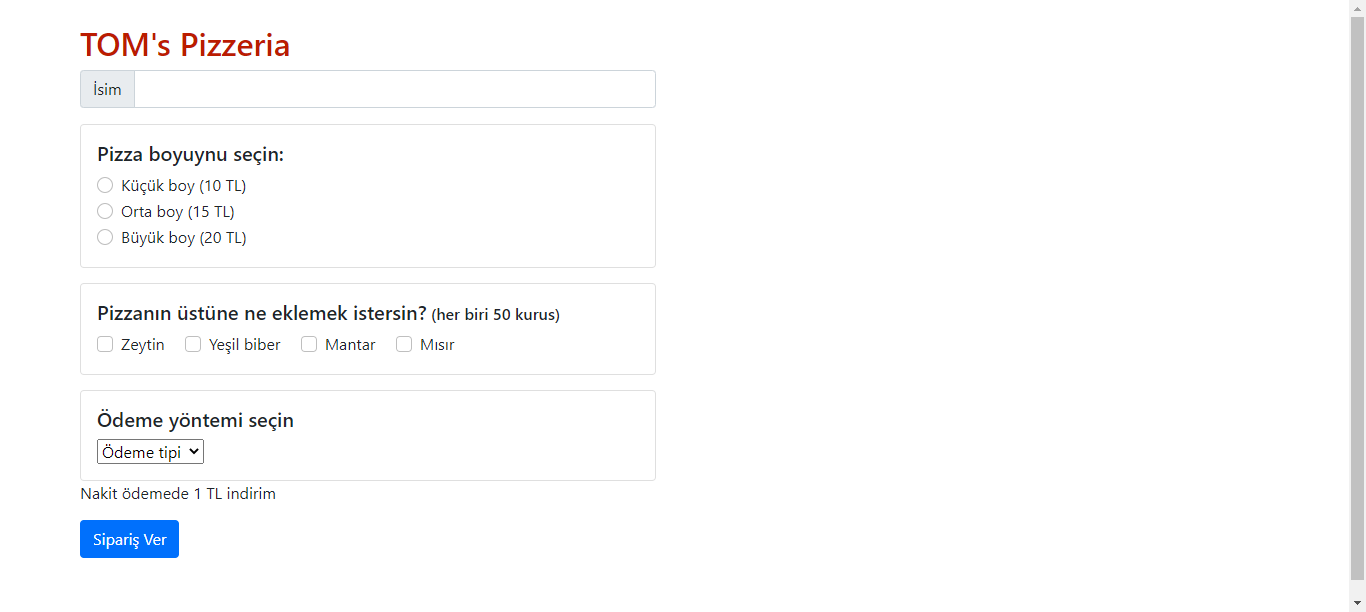 TOM's Pizzeria
İsim
Pizza boyuynu seçin:
Küçük boy (10 TL)
Orta boy (15 TL)
Büyük boy (20 TL)
Pizzanın üstüne ne eklemek istersin? (her biri 50 kurus)
Zeytin Yeşil biber Mantar Mısır
Ödeme yöntemi seçin
Ödeme tipi
Nakit ödemede 1 TL indirim
Sipariş Ver